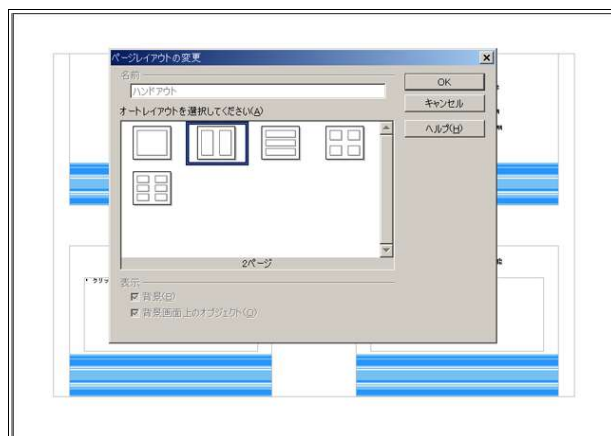 ページレイアウトの変更
名前
ハンドアウト
オートレイアウトを選択してください(A)
2ページ
表示
背景(B)
背景画面上のオブジェクト(O)
OK
キャンセル
ヘルプ(H)